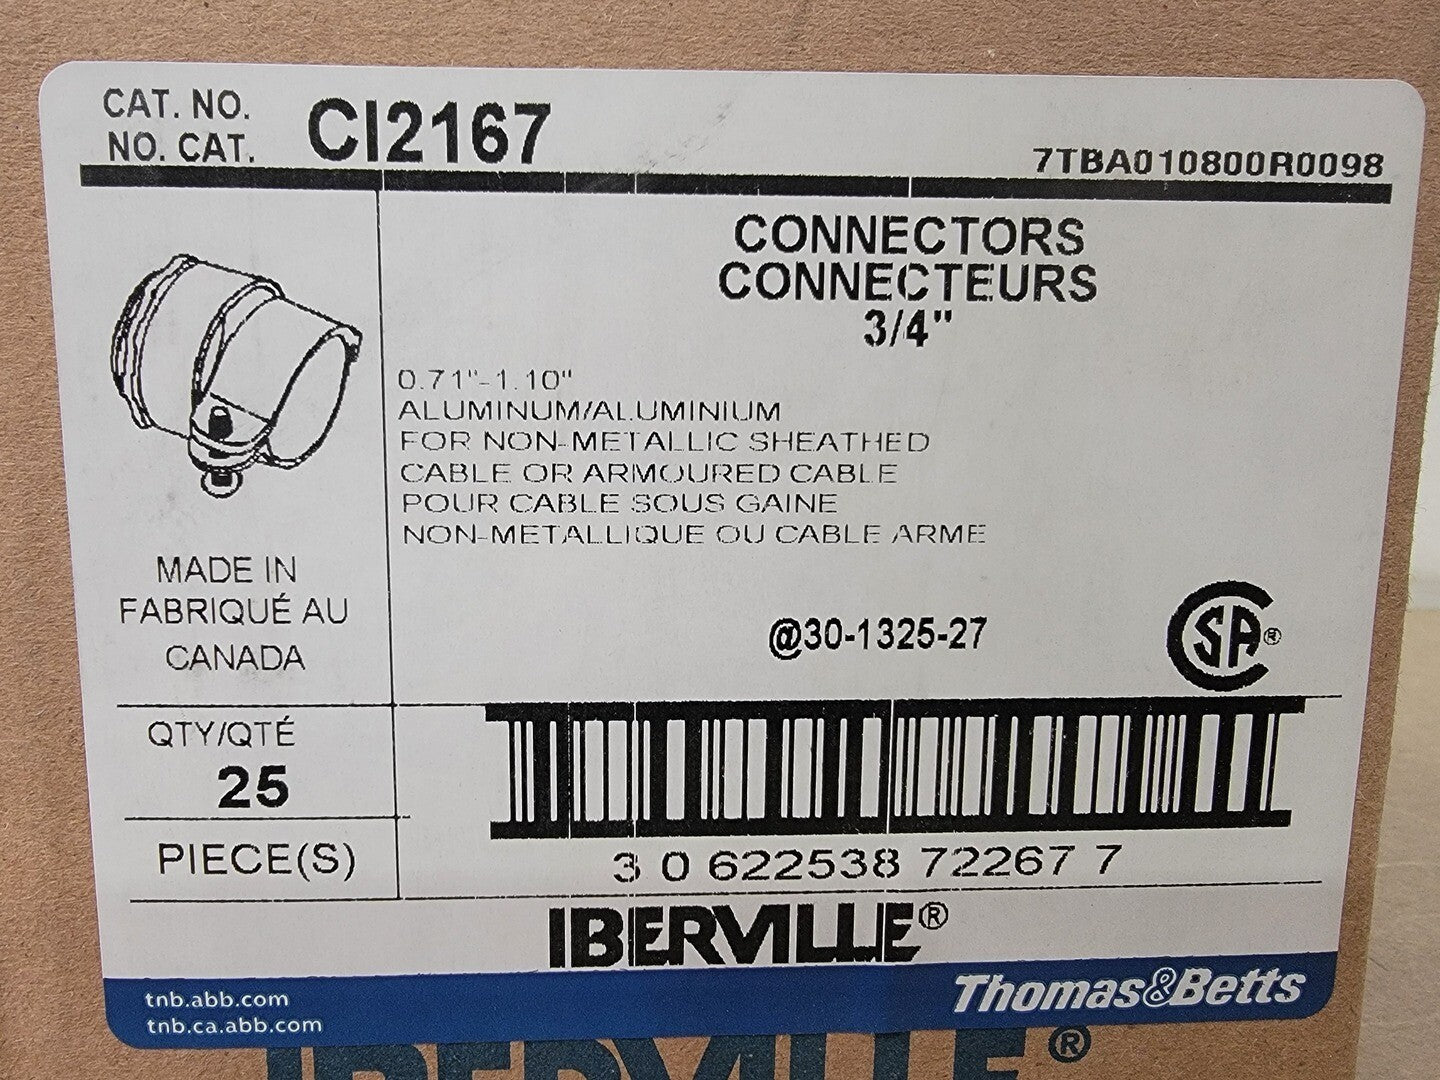 CAT. NO.
NO. CAT.
CI2167
7TBA010800R0098
CONNECTORS
CONNECTEURS
3/4"
0.71"-1.10"
ALUMINUM/ALUMINIUM
FOR NON-METALLIC SHEATHED
CABLE OR ARMOURED CABLE
POUR CABLE SOUS GAINE
NON-METALLIQUE OU CABLE ARME
MADE IN
FABRIQUÉ AU
CANADA
@30-1325-27
CSA®
QTY/QTÉ
25
PIECE(S)
3 0 622538 72267 7
IBERVILLE®
tnb.abb.com
tnb.ca.abb.com
Thomas&Betts
IBERVILLE®